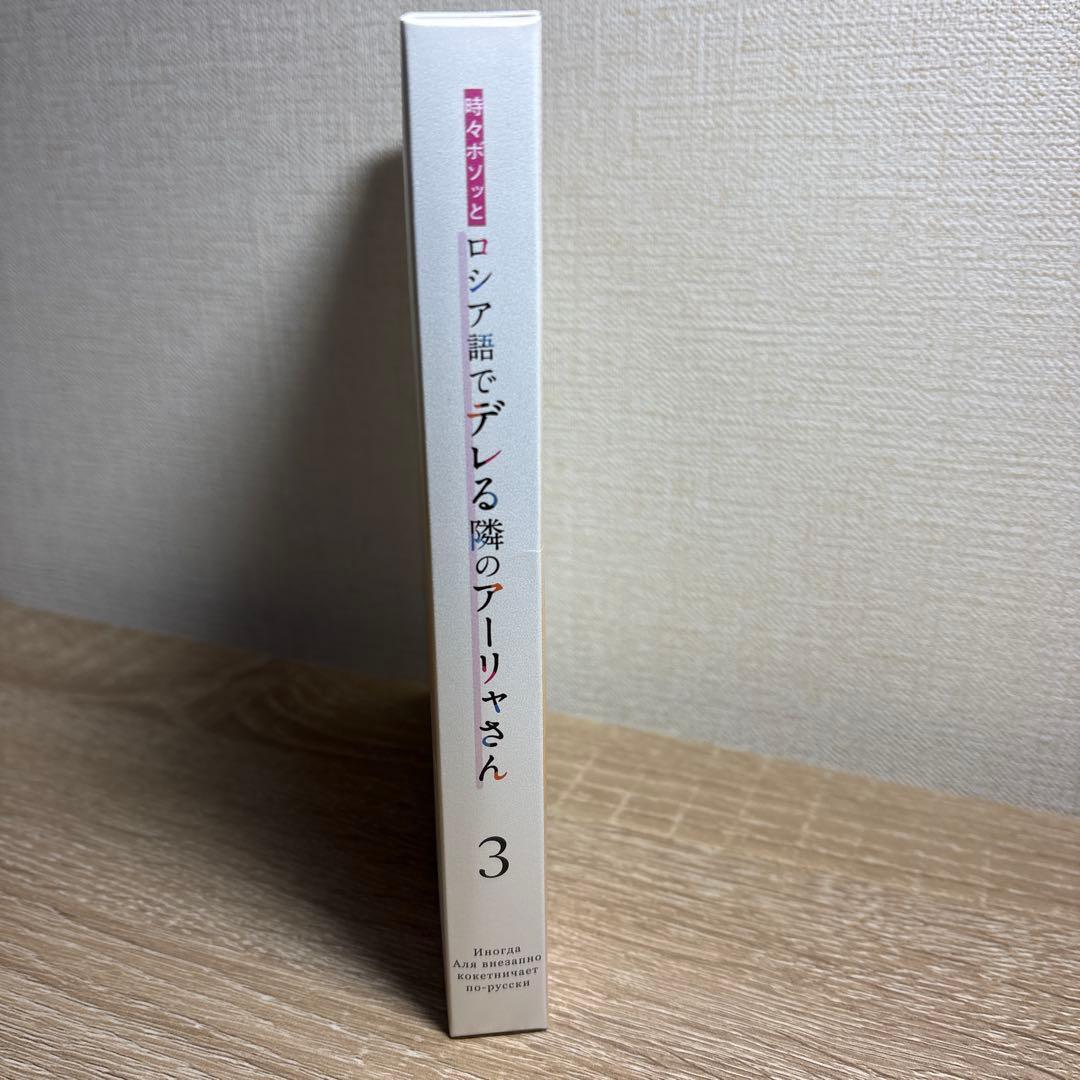 時々ボソッと
ロシア語でデレる隣のアーリャさん
3
Иногда
Аля внезапно
кокетничает
по-русски